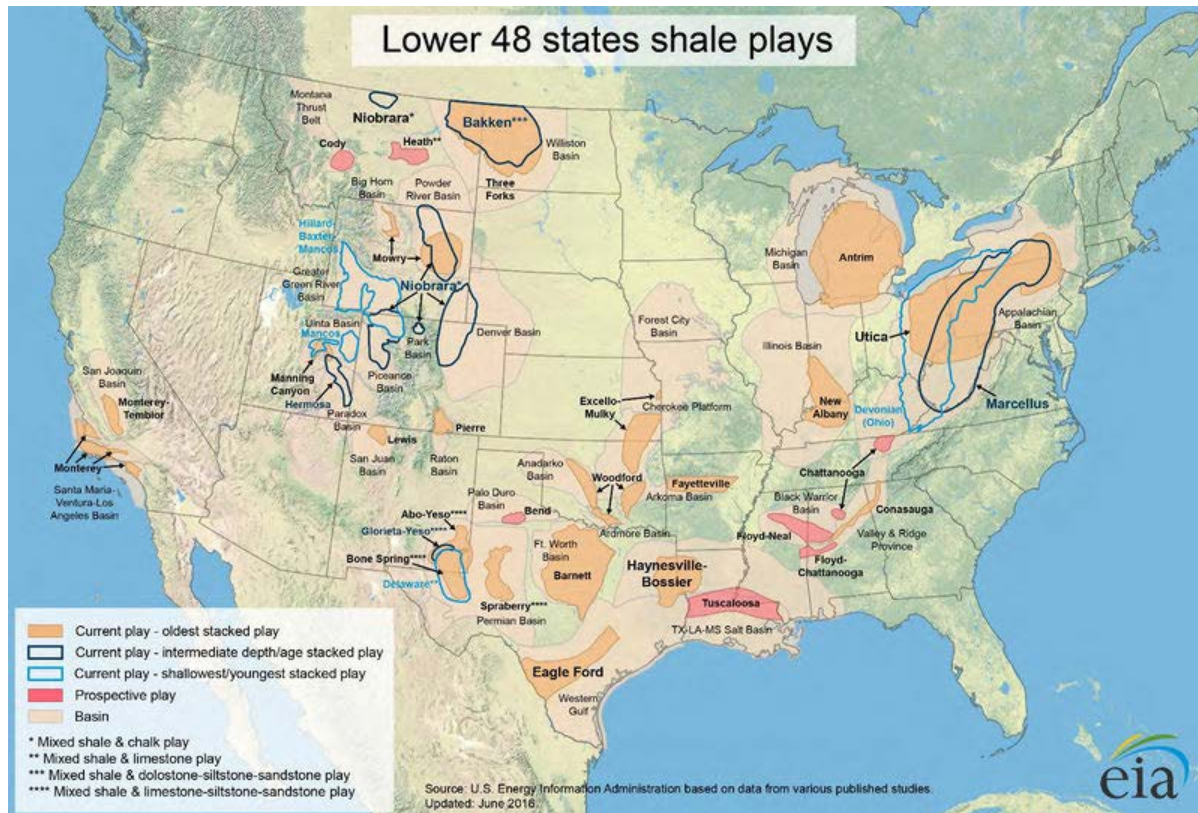 Lower 48 states shale plays
Montana
Thrust
Belt
Niobrara*
Bakken***
Cody
Heath**
Williston
Basin
Big Horn
Basin
Powder
River Basin
Three
Forks
Hillard-
Baxter-
Mancos
Mowry
Greater
Green River
Basin
Niobrara*
Michigan
Basin
Antrim
Uinta Basin
Mancos
Park
Basin
Denver Basin
Forest City
Basin
Illinois Basin
Utica
Appalachian
Basin
San Joaquin
Basin
Monterey-
Temblor
Manning
Canyon
Hermosa
Piceance
Basin
Paradox
Basin
Excello-
Mulky
Cherokee Platform
New
Albany
Devonian
(Ohio)
Marcellus
Pierre
Lewis
San Juan
Basin
Raton
Basin
Monterey
Santa Maria-
Ventura-Los
Angeles Basin
Anadarko
Basin
Woodford
Arkoma Basin
Fayetteville
Chattanooga
Palo Duro
Basin
Bend
Black Warrior
Basin
Conasauga
Abo-Yeso****
Glorieta-Yeso****
Bone Spring****
Delaware**
Ardmore Basin
Ft. Worth
Basin
Barnett
Floyd-Neal
Valley & Ridge
Province
Floyd-
Chattanooga
Haynesville-
Bossier
Spraberry****
Permian Basin
Tuscaloosa
TX-LA-MS Salt Basin
Eagle Ford
Western
Gulf
Current play - oldest stacked play
Current play - intermediate depth/age stacked play
Current play - shallowest/youngest stacked play
Prospective play
Basin
* Mixed shale & chalk play
** Mixed shale & limestone play
*** Mixed shale & dolostone-siltstone-sandstone play
**** Mixed shale & limestone-siltstone-sandstone play
Source: U.S. Energy Information Administration based on data from various published studies.
Updated: June 2016.
eia